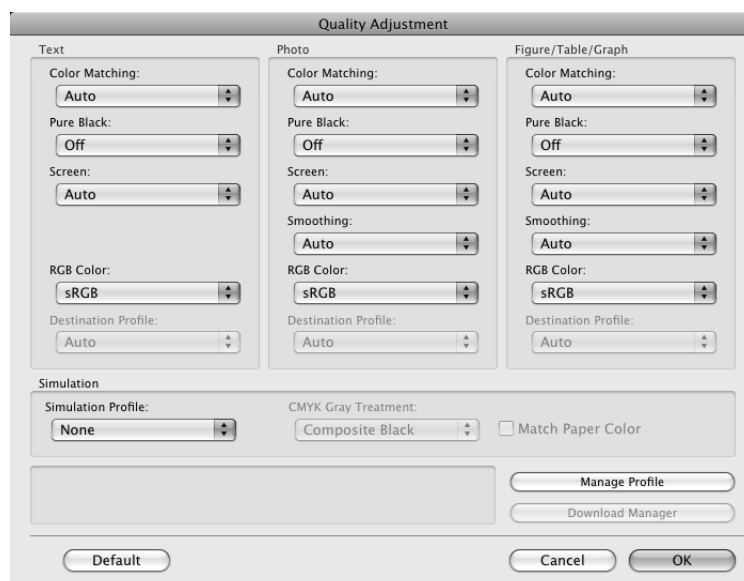 Quality Adjustment
Text
Color Matching:
Auto
Pure Black:
Off
Screen:
Auto
RGB Color:
sRGB
Destination Profile:
Auto
Photo
Color Matching:
Auto
Pure Black:
Off
Screen:
Auto
Smoothing:
Auto
RGB Color:
sRGB
Destination Profile:
Auto
Figure/Table/Graph
Color Matching:
Auto
Pure Black:
Off
Screen:
Auto
Smoothing:
Auto
RGB Color:
sRGB
Destination Profile:
Auto
Simulation
Simulation Profile:
None
CMYK Gray Treatment:
Composite Black
Match Paper Color
Manage Profile
Download Manager
Default
Cancel
OK